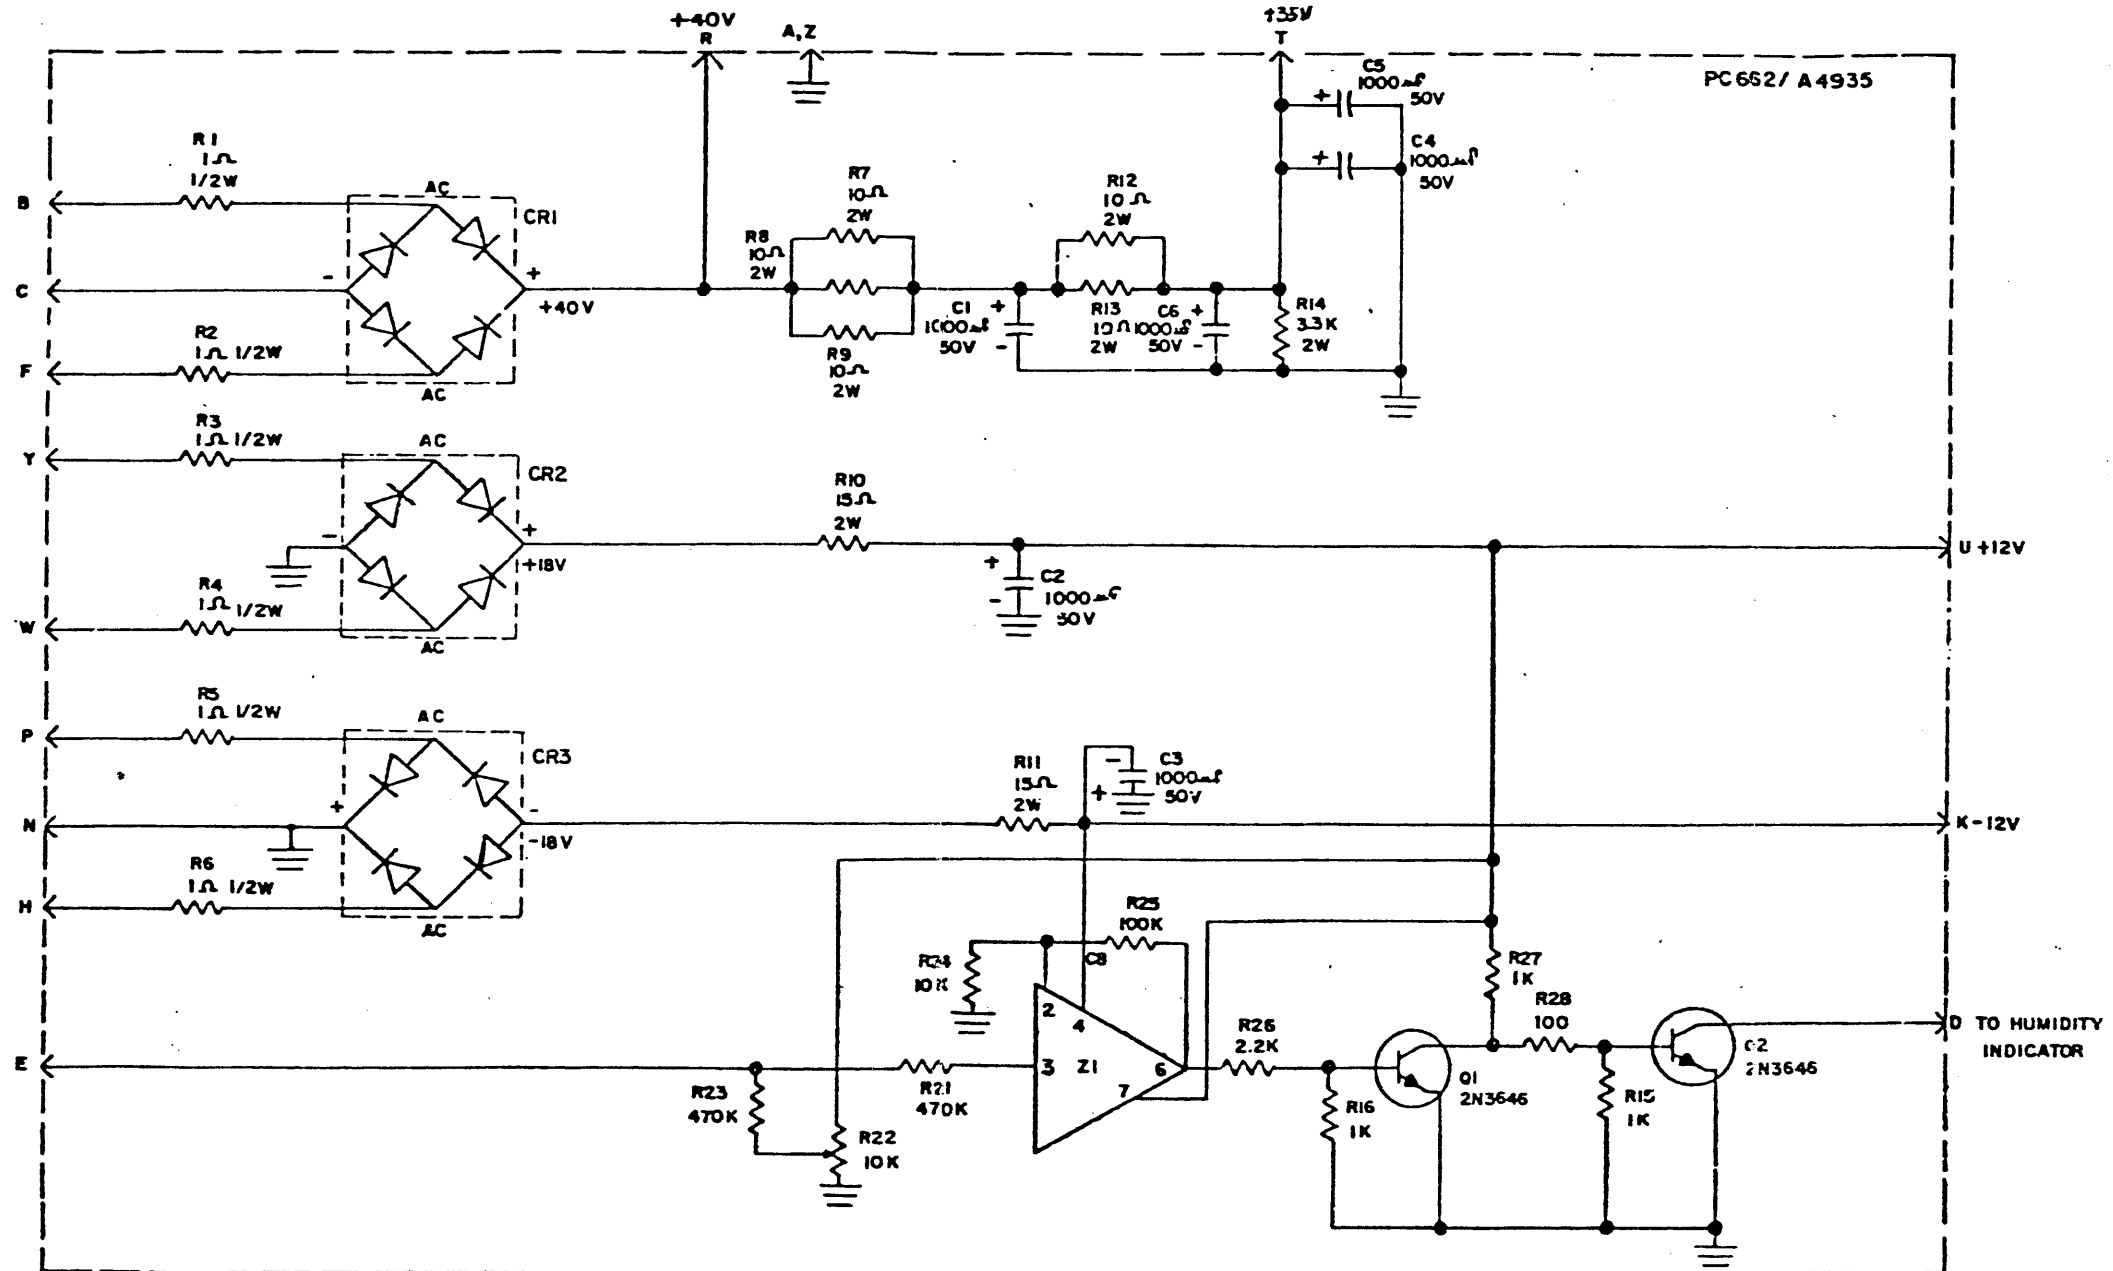 +40V
R
A,Z
+35V
T
PC662/A4935
C5
1000µf
50V
C4
1000µf
50V
R1
1Ω
1/2W
B
AC
CR1
-
+
+40V
C
R2
1Ω 1/2W
F
AC
R7
10Ω
2W
R8
10Ω
2W
R9
10Ω
2W
R12
10Ω
2W
R13
10Ω
2W
+
C1
1000µf
50V
-
C6
+
1000µf
50V
-
R14
3.3K
2W
+
+
R3
1Ω 1/2W
Y
AC
CR2
-
+
+18V
R4
1Ω 1/2W
W
AC
R10
15Ω
2W
+
-
C2
1000µf
50V
U +12V
R5
1Ω 1/2W
P
AC
CR3
+
-
-18V
N
R6
1Ω 1/2W
H
AC
R11
15Ω
2W
-
+
C3
1000µf
50V
K -12V
R25
100K
C8
R24
10K
2
4
3
Z1
6
7
E
R23
470K
R21
470K
R22
10K
R26
2.2K
R27
1K
R28
100
R16
1K
Q1
2N3646
R15
1K
Q2
2N3646
D TO HUMIDITY
INDICATOR